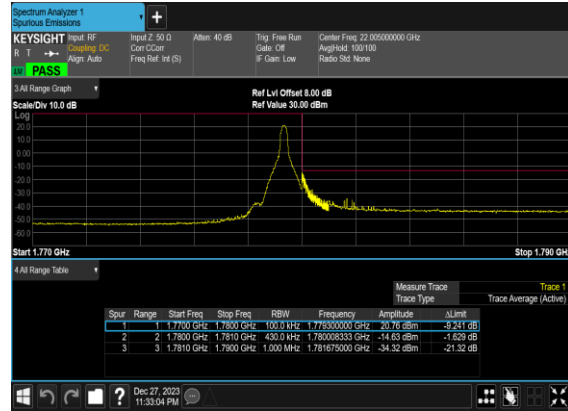 Spectrum Analyzer 1
Spurious Emissions
KEYSIGHT Input: RF Input Z: 50 Ω Atten: 40 dB Trig: Free Run Center Freq: 22.005000000 GHz
R T Coupling: DC Corr CCorr Gate: Off Avg|Hold: 100/100
Align: Auto Freq Ref: Int (S) IF Gain: Low Radio Std: None
PASS
3 All Range Graph Ref Lvl Offset 8.00 dB
Scale/Div 10.0 dB Ref Value 30.00 dBm
Log
20.0
10.0
0.00
-10.0
-20.0
-30.0
-40.0
-50.0
-60.0
Start 1.770 GHz Stop 1.790 GH
4 All Range Table
Measure Trace Trace 1
Trace Type Trace Average (Active)
Spur Range Start Freq Stop Freq RBW Frequency Amplitude ΔLimit
1 1 1.7700 GHz 1.7800 GHz 100.0 kHz 1.779300000 GHz 20.76 dBm -9.241 dB
2 2 1.7800 GHz 1.7810 GHz 430.0 kHz 1.780008333 GHz -14.63 dBm -1.629 dB
3 3 1.7810 GHz 1.7900 GHz 1.000 MHz 1.781675000 GHz -34.32 dBm -21.32 dB
? Dec 27, 2023
11:33:04 PM